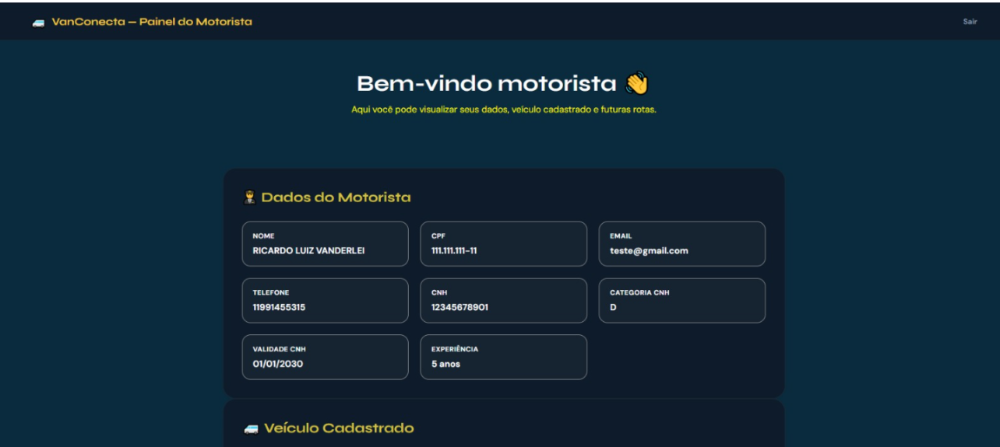 VanConecta — Painel do Motorista
Sair
Bem-vindo motorista 👋
Aqui você pode visualizar seus dados, veículo cadastrado e futuras rotas.
Dados do Motorista
NOME
RICARDO LUIZ VANDERLEI
CPF
111.111.111-11
EMAIL
teste@gmail.com
TELEFONE
11991455315
CNH
12345678901
CATEGORIA CNH
D
VALIDADE CNH
01/01/2030
EXPERIÊNCIA
5 anos
Veículo Cadastrado